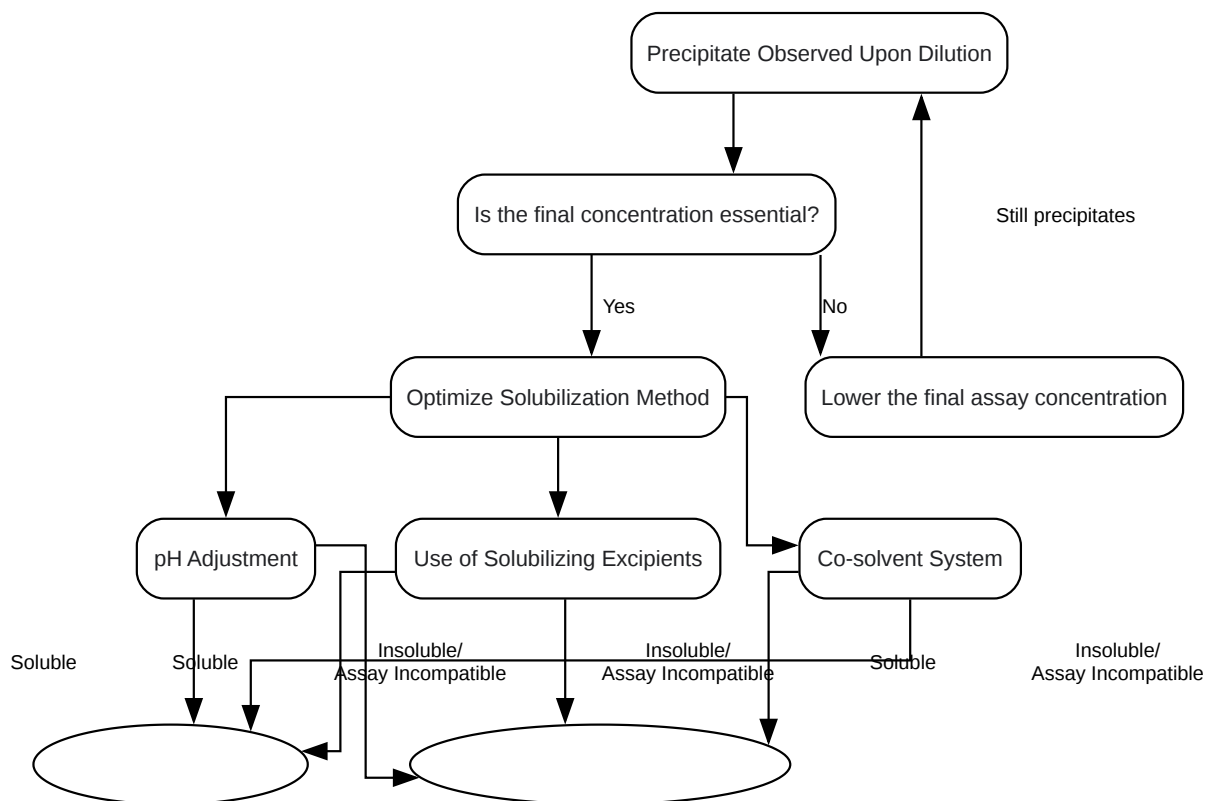 Precipitate Observed Upon Dilution
Is the final concentration essential?
Still precipitates
Yes
No
Optimize Solubilization Method
Lower the final assay concentration
pH Adjustment
Use of Solubilizing Excipients
Co-solvent System
Soluble
Soluble
Insoluble/
Assay Incompatible
Insoluble/
Assay Incompatible
Soluble
Insoluble/
Assay Incompatible